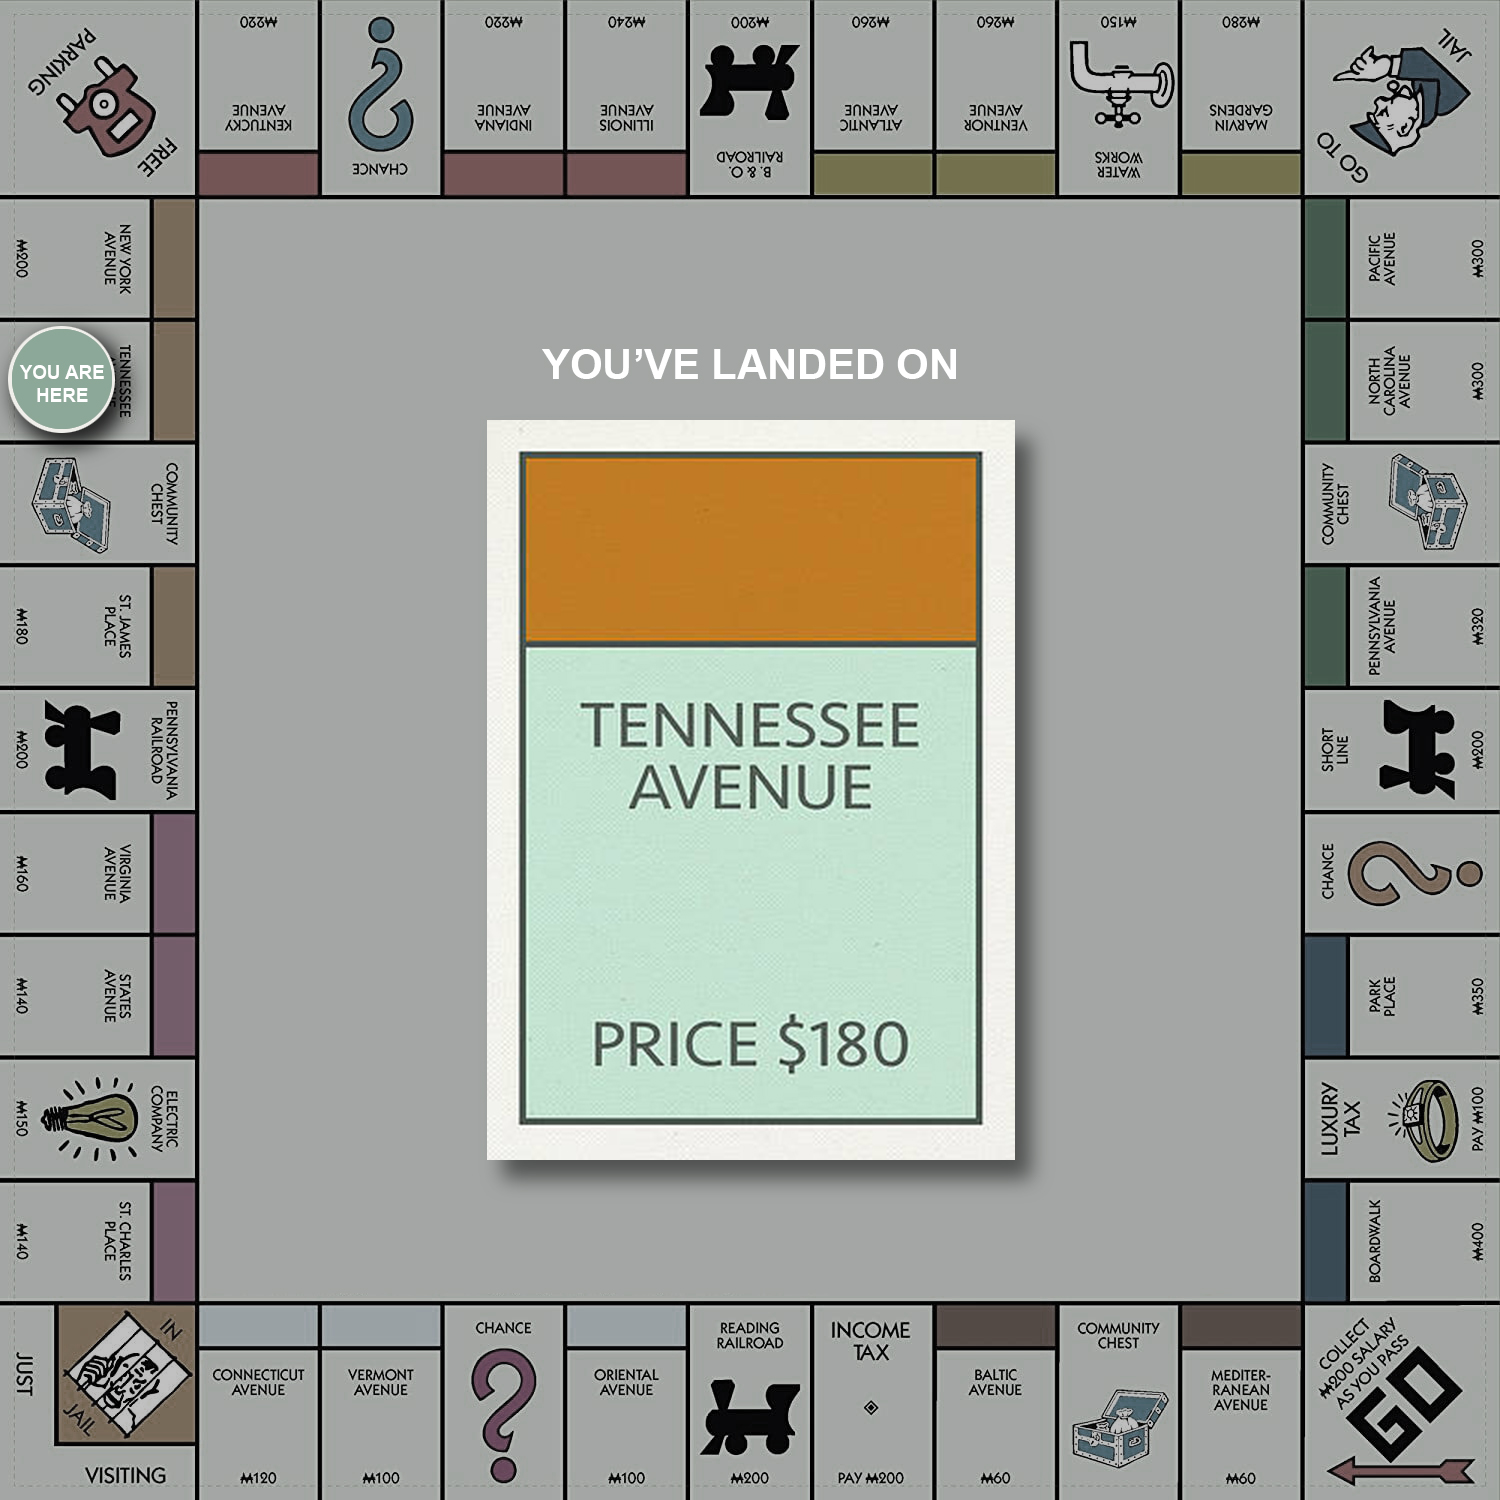 ₩220
KENTUCKY
AVENUE
CHANCE
₩220
INDIANA
AVENUE
₩240
ILLINOIS
AVENUE
₩200
B. & O.
RAILROAD
₩260
ATLANTIC
AVENUE
₩260
VENTNOR
AVENUE
₩150
WATER
WORKS
₩280
MARVIN
GARDENS
GO TO
JAIL
FREE
PARKING
NEW YORK
AVENUE
₩200
TENNESSEE
YOU ARE
HERE
COMMUNITY
CHEST
ST. JAMES
PLACE
₩180
PENNSYLVANIA
RAILROAD
₩200
VIRGINIA
AVENUE
₩160
STATES
AVENUE
₩140
ELECTRIC
COMPANY
₩150
ST. CHARLES
PLACE
₩140
YOU’VE LANDED ON
TENNESSEE
AVENUE
PRICE $180
PACIFIC
AVENUE
₩300
NORTH
CAROLINA
AVENUE
₩300
COMMUNITY
CHEST
PENNSYLVANIA
AVENUE
₩320
SHORT
LINE
₩200
CHANCE
PARK
PLACE
₩350
LUXURY
TAX
PAY ₩100
BOARDWALK
₩400
IN
JAIL
JUST
VISITING
CONNECTICUT
AVENUE
₩120
VERMONT
AVENUE
₩100
CHANCE
ORIENTAL
AVENUE
₩100
READING
RAILROAD
₩200
INCOME
TAX
PAY ₩200
BALTIC
AVENUE
₩60
COMMUNITY
CHEST
MEDITER-
RANEAN
AVENUE
₩60
COLLECT
₩200 SALARY
AS YOU PASS
GO